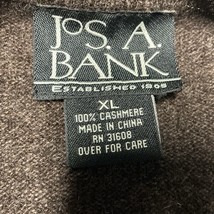 JOS. A.
BANK
ESTABLISHED 1905
XL
100% CASHMERE
MADE IN CHINA
RN 31608
OVER FOR CARE